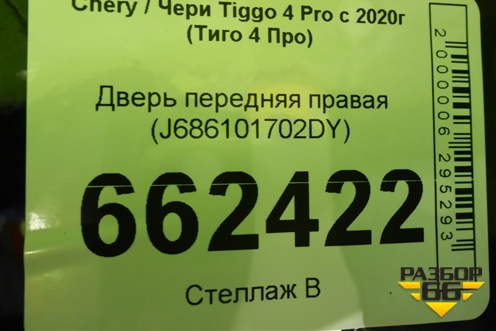 Chery / Чери Tiggo 4 Pro с 2020г
(Тиго 4 Про)
Дверь передняя правая
(J686101702DY)
662422
Стеллаж В
2000006295293
РАЗБОР
66